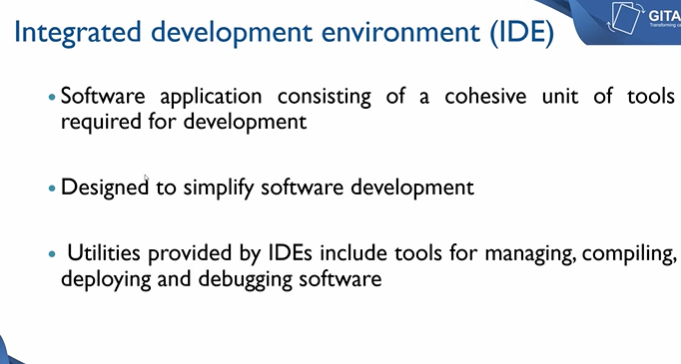 Integrated development environment (IDE)
GITA
• Software application consisting of a cohesive unit of tools
required for development
• Designed to simplify software development
• Utilities provided by IDEs include tools for managing, compiling,
deploying and debugging software